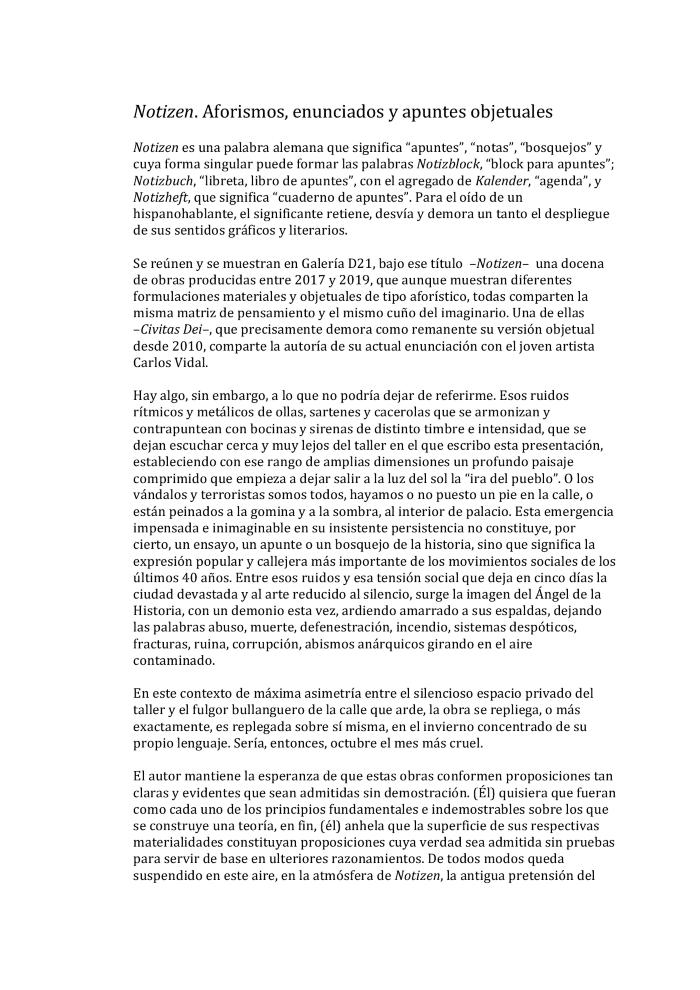 Notizen. Aforismos, enunciados y apuntes objetuales
Notizen es una palabra alemana que significa “apuntes”, “notas”, “bosquejos” y
cuya forma singular puede formar las palabras Notizblock, “block para apuntes”;
Notizbuch, “libreta, libro de apuntes”, con el agregado de Kalender, “agenda”, y
Notizheft, que significa “cuaderno de apuntes”. Para el oído de un
hispanohablante, el significante retiene, desvía y demora un tanto el despliegue
de sus sentidos gráficos y literarios.
Se reúnen y se muestran en Galería D21, bajo ese título –Notizen– una docena
de obras producidas entre 2017 y 2019, que aunque muestran diferentes
formulaciones materiales y objetuales de tipo aforístico, todas comparten la
misma matriz de pensamiento y el mismo cuño del imaginario. Una de ellas
–Civitas Dei–, que precisamente demora como remanente su versión objetual
desde 2010, comparte la autoría de su actual enunciación con el joven artista
Carlos Vidal.
Hay algo, sin embargo, a lo que no podría dejar de referirme. Esos ruidos
rítmicos y metálicos de ollas, sartenes y cacerolas que se armonizan y
contrapuntean con bocinas y sirenas de distinto timbre e intensidad, que se
dejan escuchar cerca y muy lejos del taller en el que escribo esta presentación,
estableciendo con ese rango de amplias dimensiones un profundo paisaje
comprimido que empieza a dejar salir a la luz del sol la “ira del pueblo”. O los
vándalos y terroristas somos todos, hayamos o no puesto un pie en la calle, o
están peinados a la gomina y a la sombra, al interior de palacio. Esta emergencia
impensada e inimaginable en su insistente persistencia no constituye, por
cierto, un ensayo, un apunte o un bosquejo de la historia, sino que significa la
expresión popular y callejera más importante de los movimientos sociales de los
últimos 40 años. Entre esos ruidos y esa tensión social que deja en cinco días la
ciudad devastada y al arte reducido al silencio, surge la imagen del Ángel de la
Historia, con un demonio esta vez, ardiendo amarrado a sus espaldas, dejando
las palabras abuso, muerte, defenestración, incendio, sistemas despóticos,
fracturas, ruina, corrupción, abismos anárquicos girando en el aire
contaminado.
En este contexto de máxima asimetría entre el silencioso espacio privado del
taller y el fulgor bullanguero de la calle que arde, la obra se repliega, o más
exactamente, es replegada sobre sí misma, en el invierno concentrado de su
propio lenguaje. Sería, entonces, octubre el mes más cruel.
El autor mantiene la esperanza de que estas obras conformen proposiciones tan
claras y evidentes que sean admitidas sin demostración. (Él) quisiera que fueran
como cada uno de los principios fundamentales e indemostrables sobre los que
se construye una teoría, en fin, (él) anhela que la superficie de sus respectivas
materialidades constituyan proposiciones cuya verdad sea admitida sin pruebas
para servir de base en ulteriores razonamientos. De todos modos queda
suspendido en este aire, en la atmósfera de Notizen, la antigua pretensión del